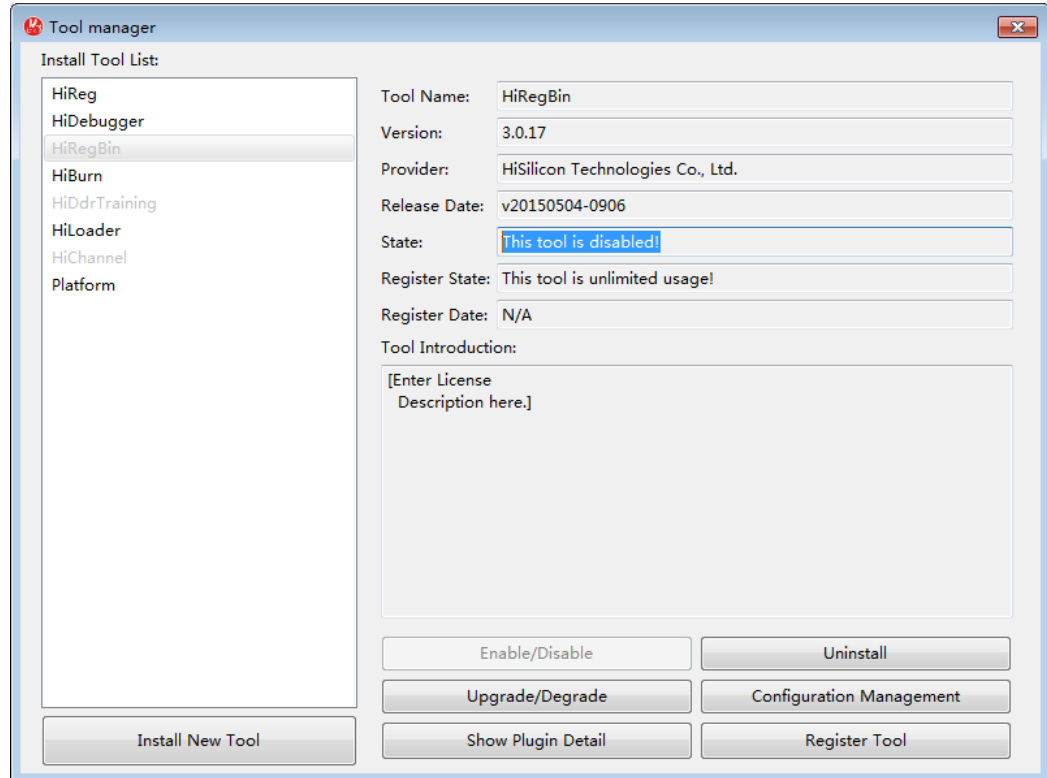 Tool manager
Install Tool List:
HiReg
HiDebugger
HiRegBin
HiBurn
HiDdrTraining
HiLoader
HiChannel
Platform
Install New Tool
Tool Name: HiRegBin
Version: 3.0.17
Provider: HiSilicon Technologies Co., Ltd.
Release Date: v20150504-0906
State: This tool is disabled!
Register State: This tool is unlimited usage!
Register Date: N/A
Tool Introduction:
[Enter License
Description here.]
Enable/Disable Uninstall
Upgrade/Degrade Configuration Management
Show Plugin Detail Register Tool